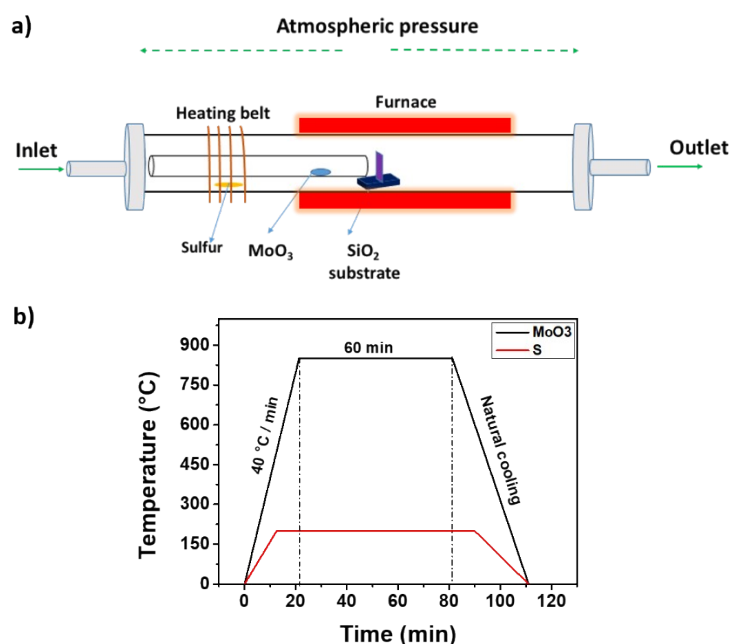 a)
Atmospheric pressure
Furnace
Heating belt
Inlet
Outlet
Sulfur
MoO₃
SiO₂
substrate
b)
MoO3
S
60 min
40 °C / min
Natural cooling
Temperature (°C)
900
750
600
450
300
150
0
0 20 40 60 80 100 120
Time (min)